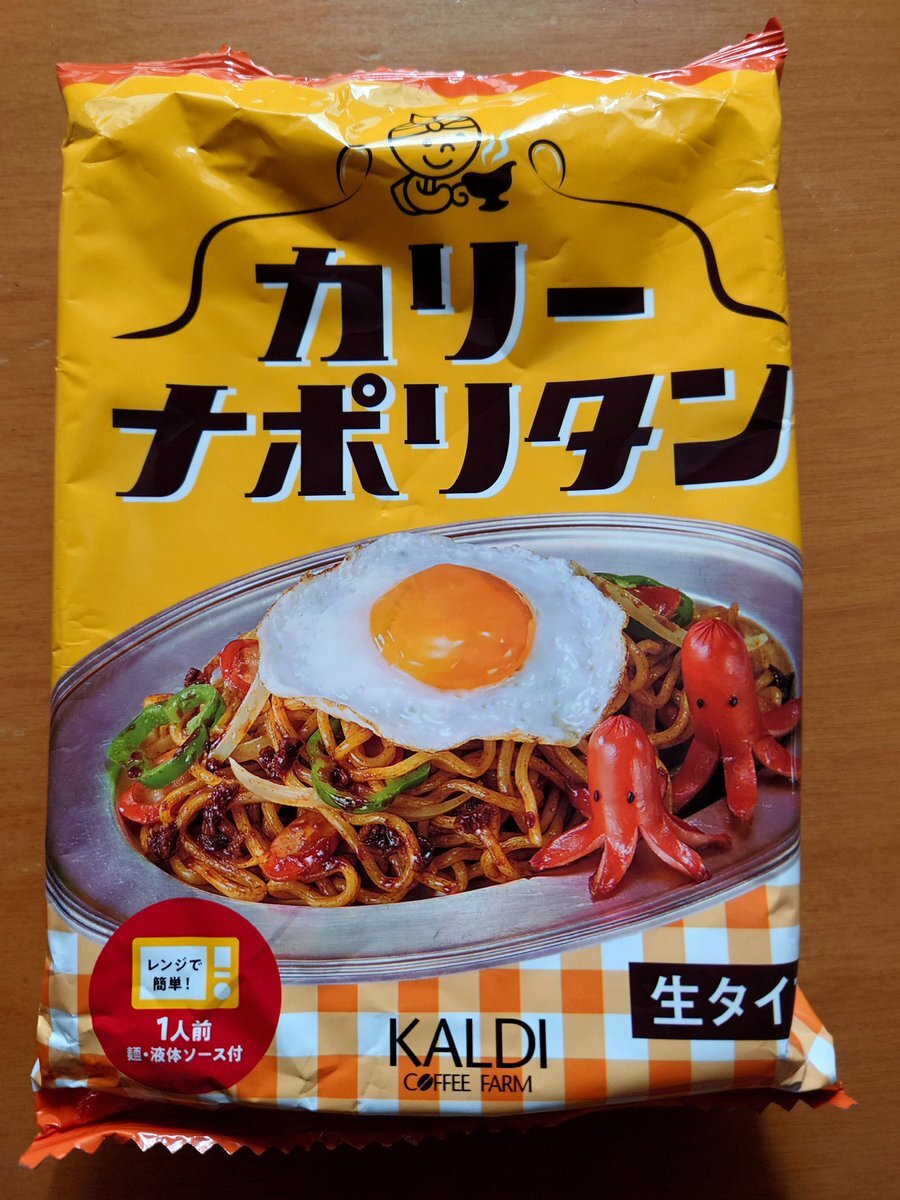 カリー
ナポリタン
レンジで
簡単!
1人前
麺・液体ソース付
KALDI
COFFEE FARM
生タイ